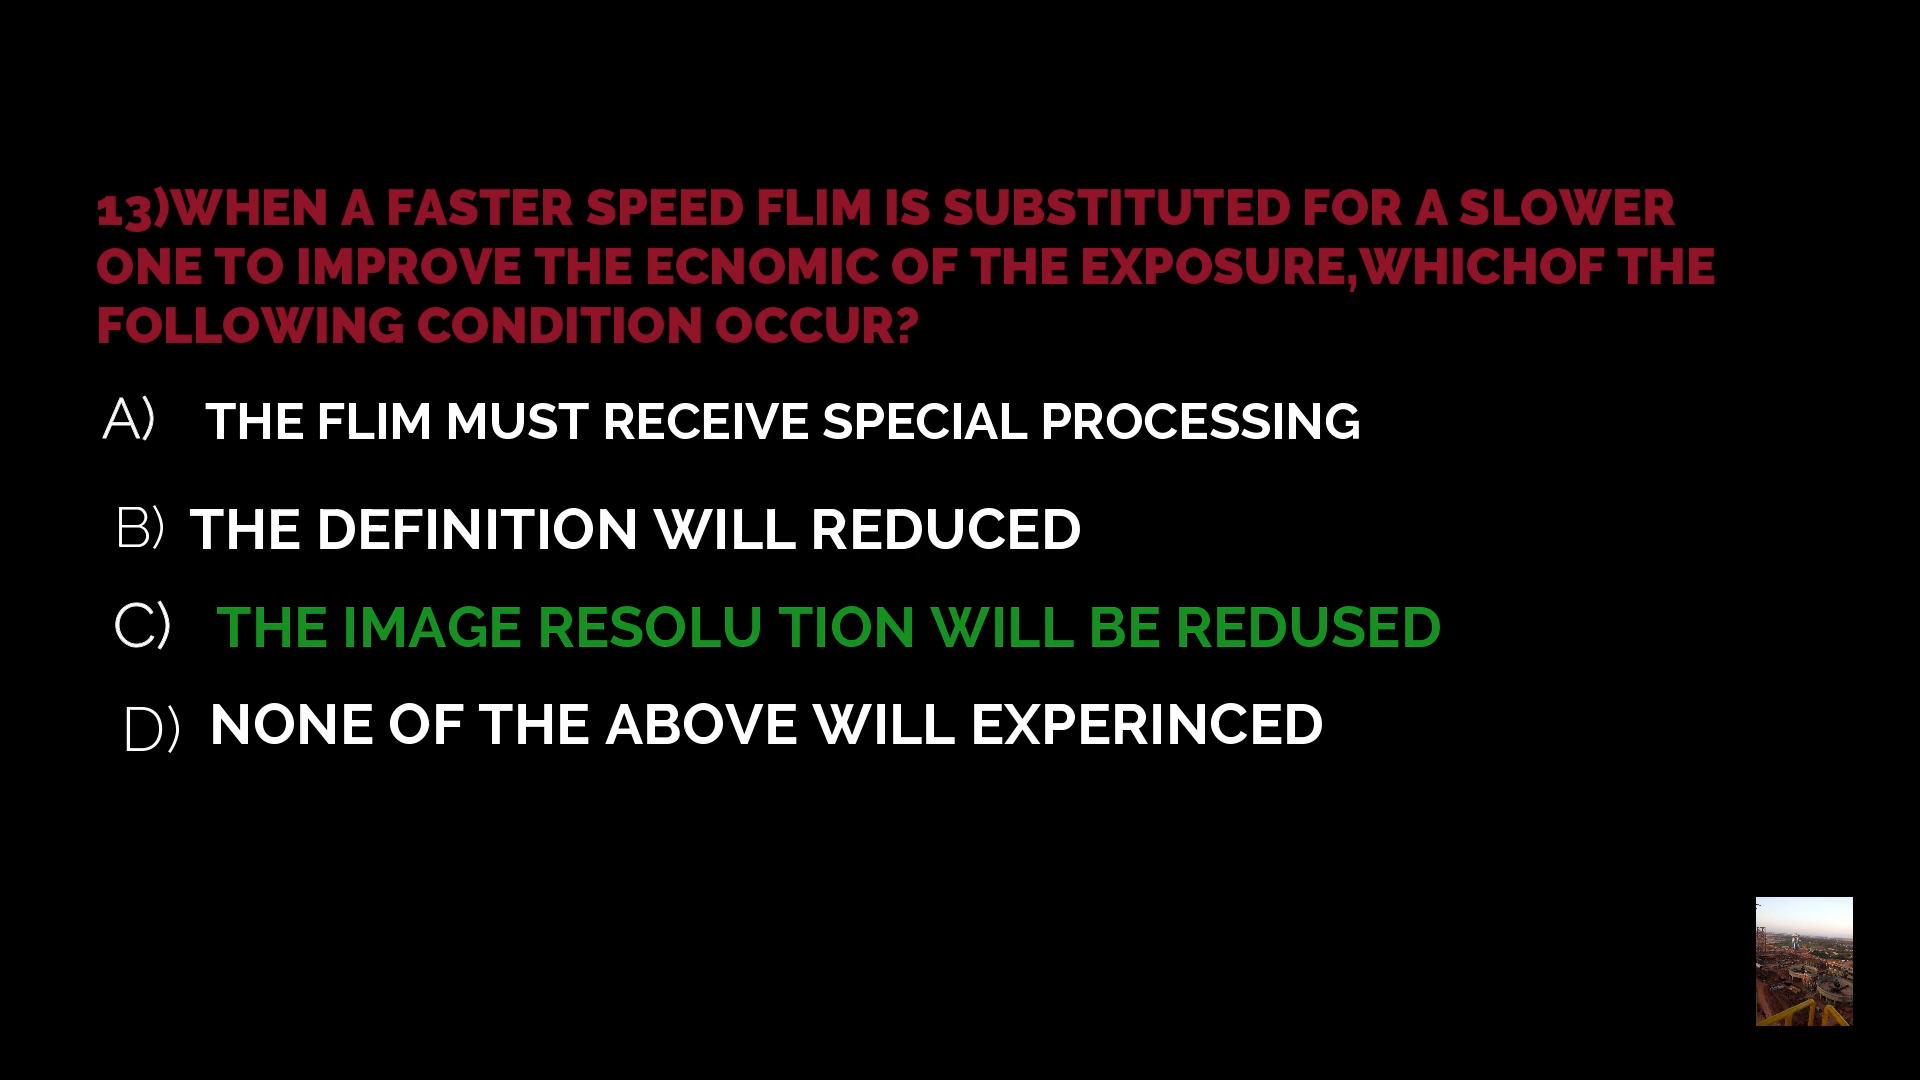 13)WHEN A FASTER SPEED FLIM IS SUBSTITUTED FOR A SLOWER
ONE TO IMPROVE THE ECNOMIC OF THE EXPOSURE,WHICHOF THE
FOLLOWING CONDITION OCCUR?
A) THE FLIM MUST RECEIVE SPECIAL PROCESSING
B) THE DEFINITION WILL REDUCED
C) THE IMAGE RESOLU TION WILL BE REDUSED
D) NONE OF THE ABOVE WILL EXPERINCED